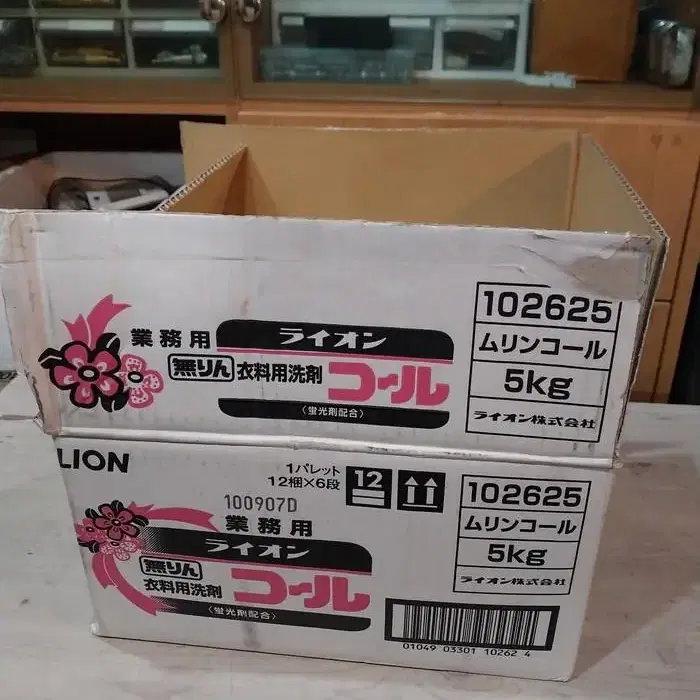 業務用
ライオン
無りん 衣料用洗剤 コール
〈蛍光剤配合〉
102625
ムリンコール
5kg
ライオン株式会社
LION
1パレット
12梱×6段
12
100907D
業務用
ライオン
無りん
衣料用洗剤 コール
〈蛍光剤配合〉
102625
ムリンコール
5kg
ライオン株式会社
01049 03301 10262 4